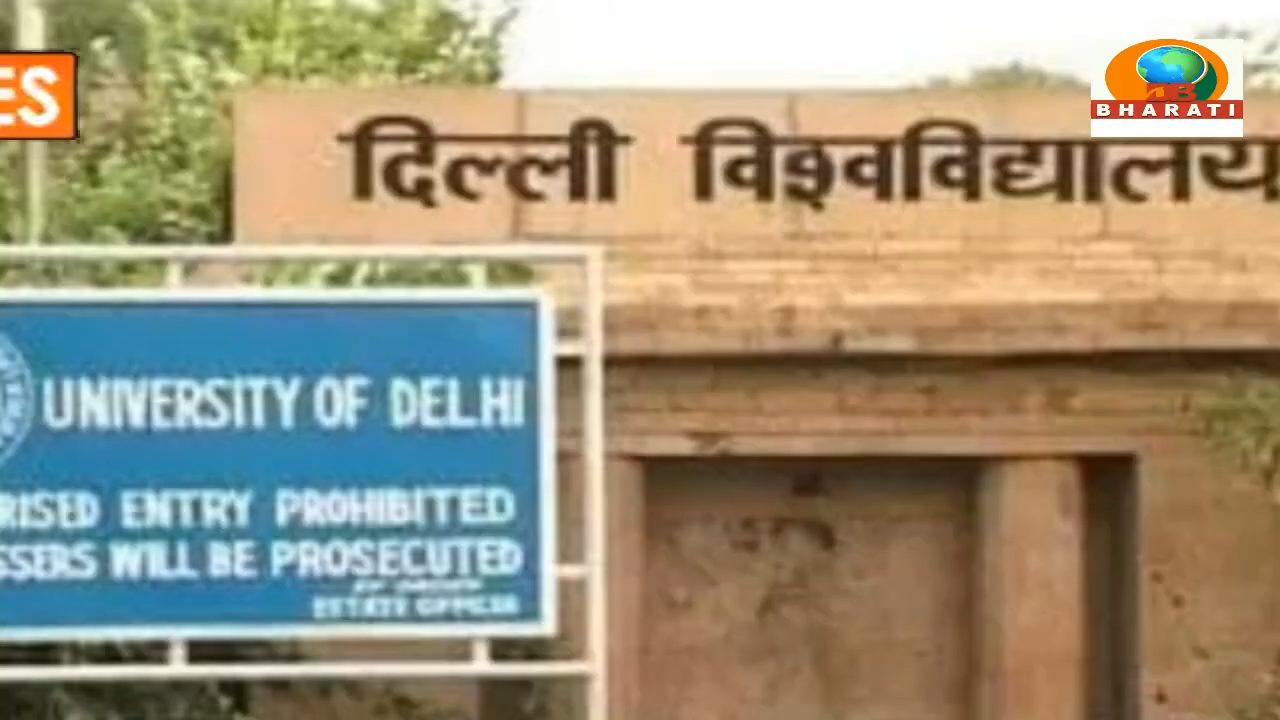 ES
BHARATI
दिल्ली विश्वविद्यालय
UNIVERSITY OF DELHI
RISED ENTRY PROHIBITED
SSERS WILL BE PROSECUTED
ESTATE OFFICER